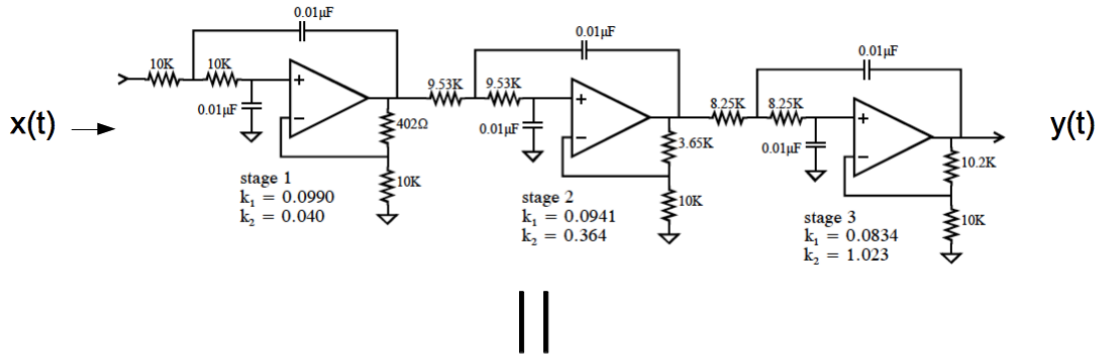 0.01µF
10K
10K
0.01µF
+
−
402Ω
10K
stage 1
k₁ = 0.0990
k₂ = 0.040
0.01µF
9.53K
9.53K
0.01µF
+
−
3.65K
10K
stage 2
k₁ = 0.0941
k₂ = 0.364
0.01µF
8.25K
8.25K
0.01µF
+
−
10.2K
10K
stage 3
k₁ = 0.0834
k₂ = 1.023
x(t)
y(t)